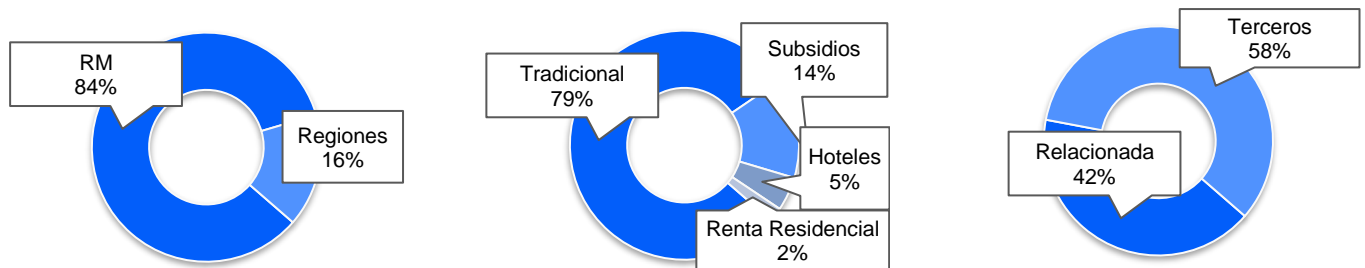 RM
84%
Regiones
16%
Tradicional
79%
Subsidios
14%
Hoteles
5%
Renta Residencial
2%
Terceros
58%
Relacionada
42%